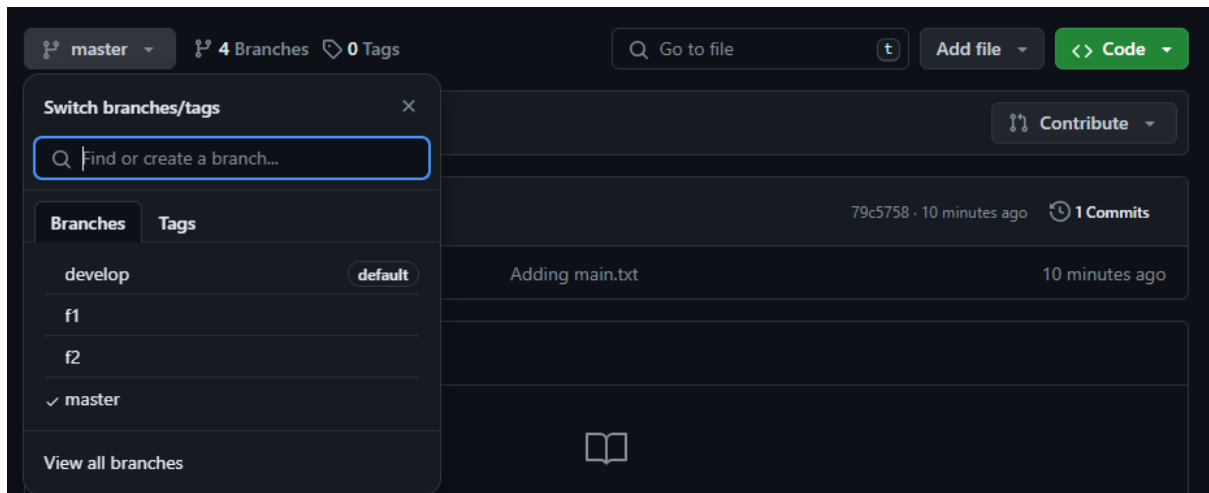 master 4 Branches 0 Tags Go to file t Add file Code
Switch branches/tags
Contribute
Find or create a branch...
Branches Tags
79c5758 · 10 minutes ago 1 Commits
develop default
Adding main.txt 10 minutes ago
f1
f2
master
View all branches